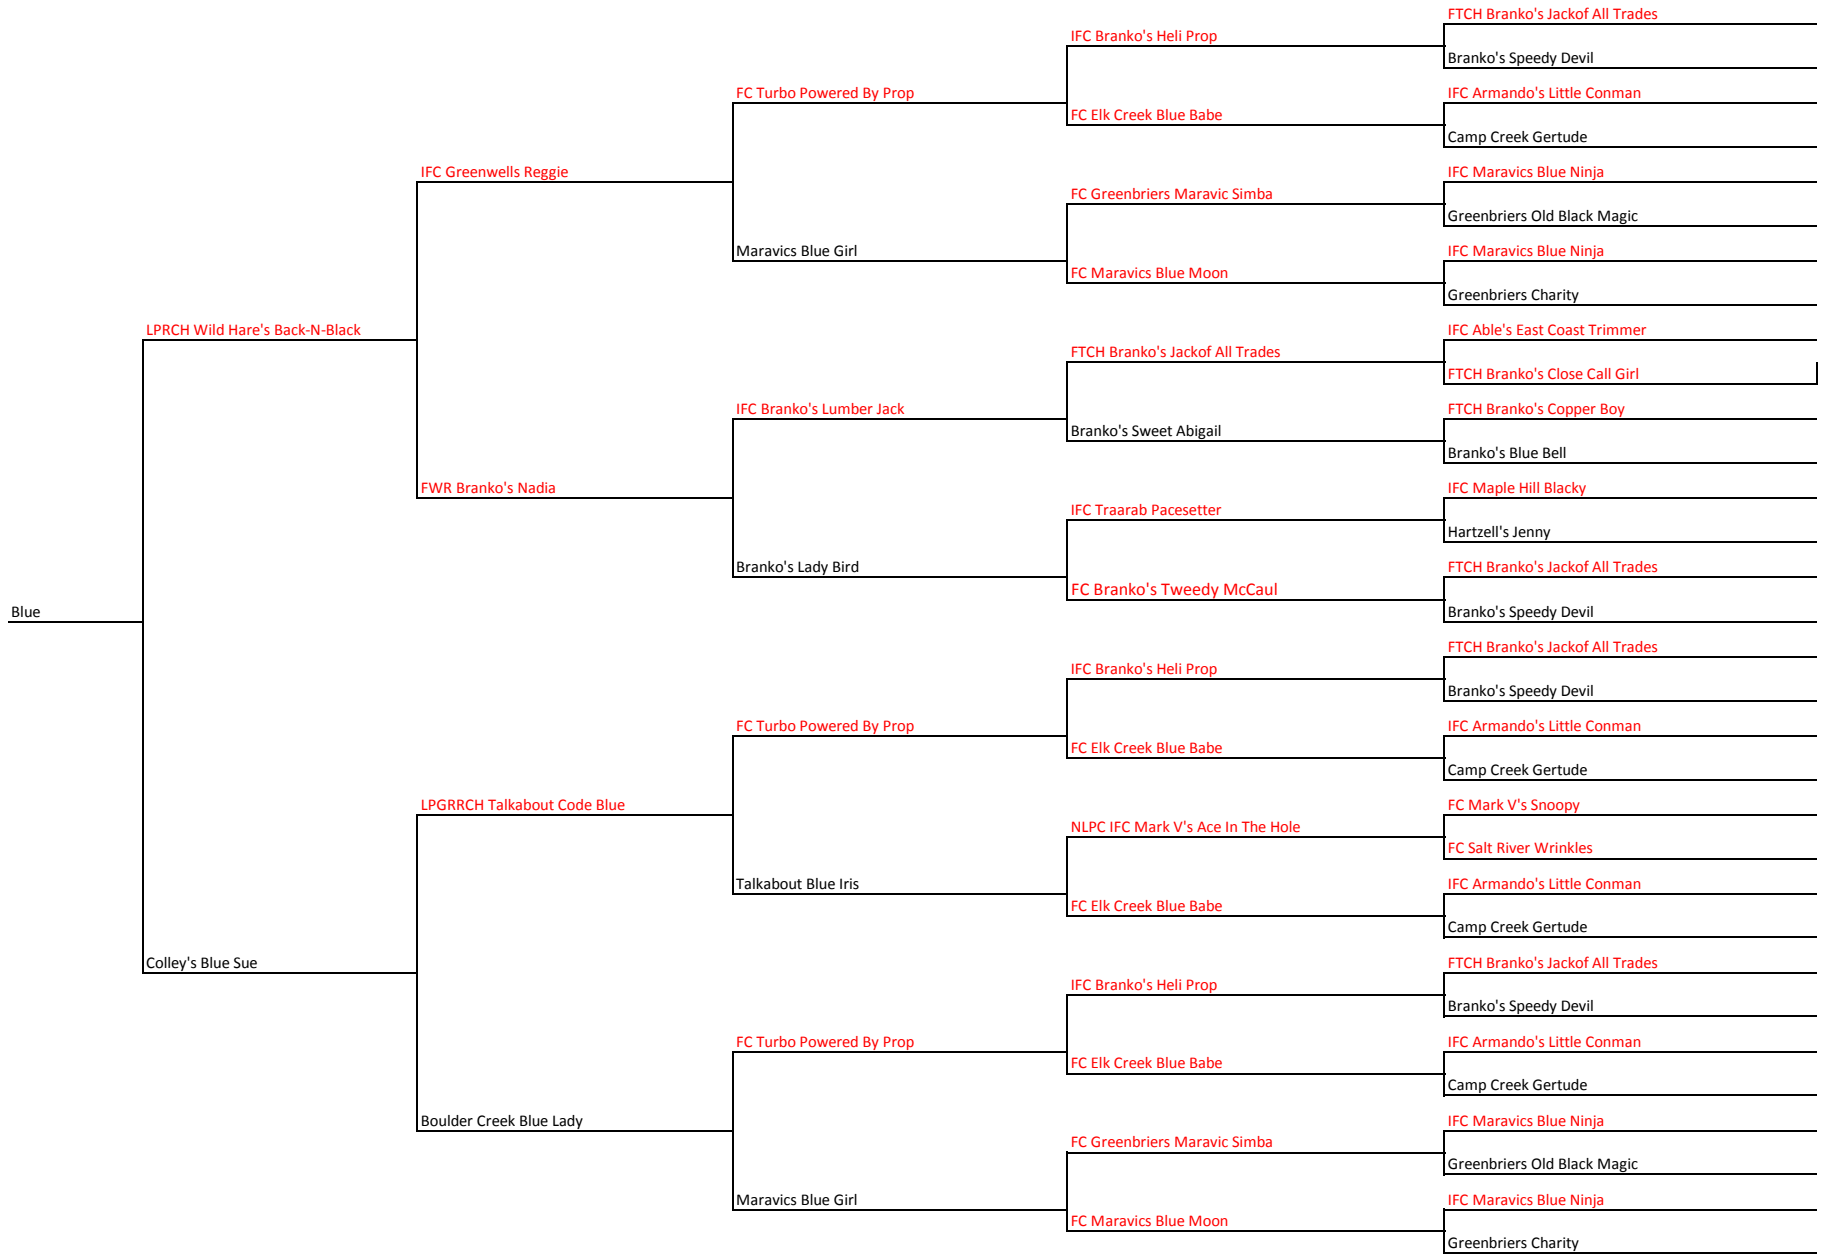 FTCH Branko's Jackof All Trades
IFC Branko's Heli Prop
Branko's Speedy Devil
FC Turbo Powered By Prop
IFC Armando's Little Conman
FC Elk Creek Blue Babe
Camp Creek Gertude
IFC Greenwells Reggie
IFC Maravics Blue Ninja
FC Greenbriers Maravic Simba
Greenbriers Old Black Magic
Maravics Blue Girl
IFC Maravics Blue Ninja
FC Maravics Blue Moon
Greenbriers Charity
LPRCH Wild Hare's Back-N-Black
IFC Able's East Coast Trimmer
FTCH Branko's Jackof All Trades
FTCH Branko's Close Call Girl
IFC Branko's Lumber Jack
FTCH Branko's Copper Boy
Branko's Sweet Abigail
Branko's Blue Bell
FWR Branko's Nadia
IFC Maple Hill Blacky
IFC Traarab Pacesetter
Hartzell's Jenny
Branko's Lady Bird
FTCH Branko's Jackof All Trades
FC Branko's Tweedy McCaul
Branko's Speedy Devil
Blue
FTCH Branko's Jackof All Trades
IFC Branko's Heli Prop
Branko's Speedy Devil
FC Turbo Powered By Prop
IFC Armando's Little Conman
FC Elk Creek Blue Babe
Camp Creek Gertude
LPGRRCH Talkabout Code Blue
FC Mark V's Snoopy
NLPC IFC Mark V's Ace In The Hole
FC Salt River Wrinkles
Talkabout Blue Iris
IFC Armando's Little Conman
FC Elk Creek Blue Babe
Camp Creek Gertude
Colley's Blue Sue
FTCH Branko's Jackof All Trades
IFC Branko's Heli Prop
Branko's Speedy Devil
FC Turbo Powered By Prop
IFC Armando's Little Conman
FC Elk Creek Blue Babe
Camp Creek Gertude
Boulder Creek Blue Lady
IFC Maravics Blue Ninja
FC Greenbriers Maravic Simba
Greenbriers Old Black Magic
Maravics Blue Girl
IFC Maravics Blue Ninja
FC Maravics Blue Moon
Greenbriers Charity